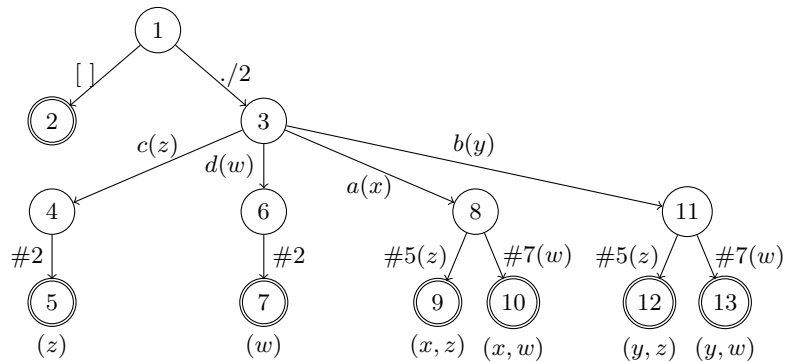 1
[ ] ./2
2 3
c(z) d(w) a(x) b(y)
4 6 8 11
#2 #2 #5(z) #7(w) #5(z) #7(w)
5 7 9 10 12 13
(z) (w) (x, z) (x, w) (y, z) (y, w)